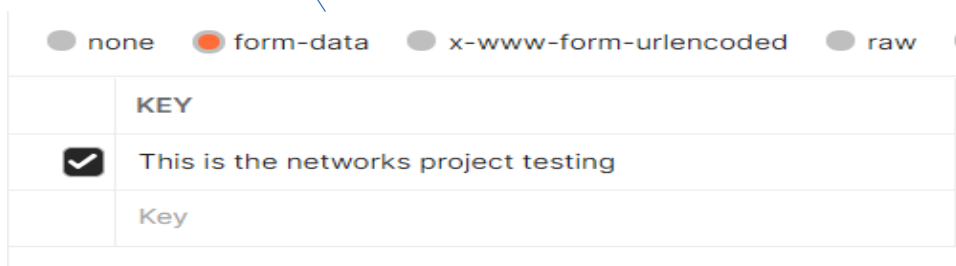 none form-data x-www-form-urlencoded raw
KEY
This is the networks project testing
Key